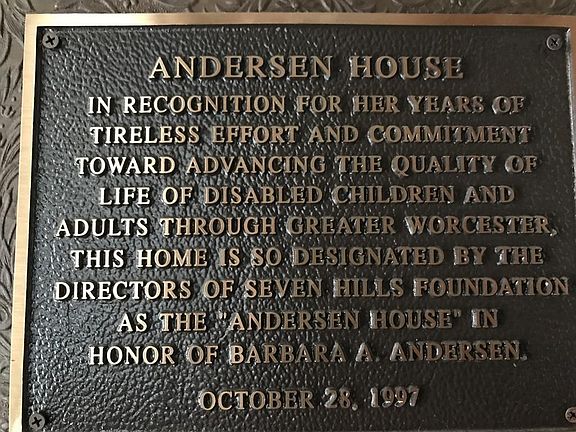 ANDERSEN HOUSE
IN RECOGNITION FOR HER YEARS OF
TIRELESS EFFORT AND COMMITMENT
TOWARD ADVANCING THE QUALITY OF
LIFE OF DISABLED CHILDREN AND
ADULTS THROUGH GREATER WORCESTER,
THIS HOME IS SO DESIGNATED BY THE
DIRECTORS OF SEVEN HILLS FOUNDATION
AS THE "ANDERSEN HOUSE" IN
HONOR OF BARBARA A. ANDERSEN.
OCTOBER 28, 1997